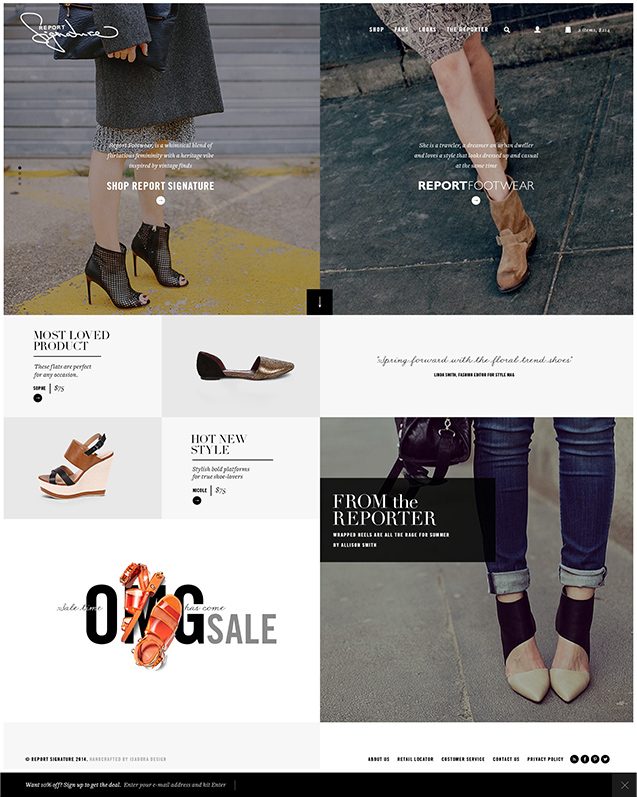 REPORT
Signature
SHOP FANS LOOKS THE REPORTER
2 items, $214
Report Footwear, is a whimsical blend of
flirtatious femininity with a heritage vibe
inspired by vintage finds
SHOP REPORT SIGNATURE
She is a traveler, a dreamer an urban dweller
and loves a style that looks dressed up and casual
at the same time
REPORTFOOTWEAR
MOST LOVED
PRODUCT
These flats are perfect
for any occasion.
SOPHE | $75
"Spring forward with the floral trend shoes"
LINDA SMITH, FASHION EDITOR FOR STYLE MAG
HOT NEW
STYLE
Stylish bold platforms
for true shoe-lovers
NICOLE | $75
FROM the
REPORTER
WRAPPED HEELS ARE ALL THE RAGE FOR SUMMER
BY ALLISON SMITH
Sale time has come
OMG SALE
© REPORT SIGNATURE 2014, HANDCRAFTED BY ISADORA DESIGN
ABOUT US RETAIL LOCATOR CUSTOMER SERVICE CONTACT US PRIVACY POLICY
Want 10% off? Sign up to get the deal. Enter your e-mail address and hit Enter